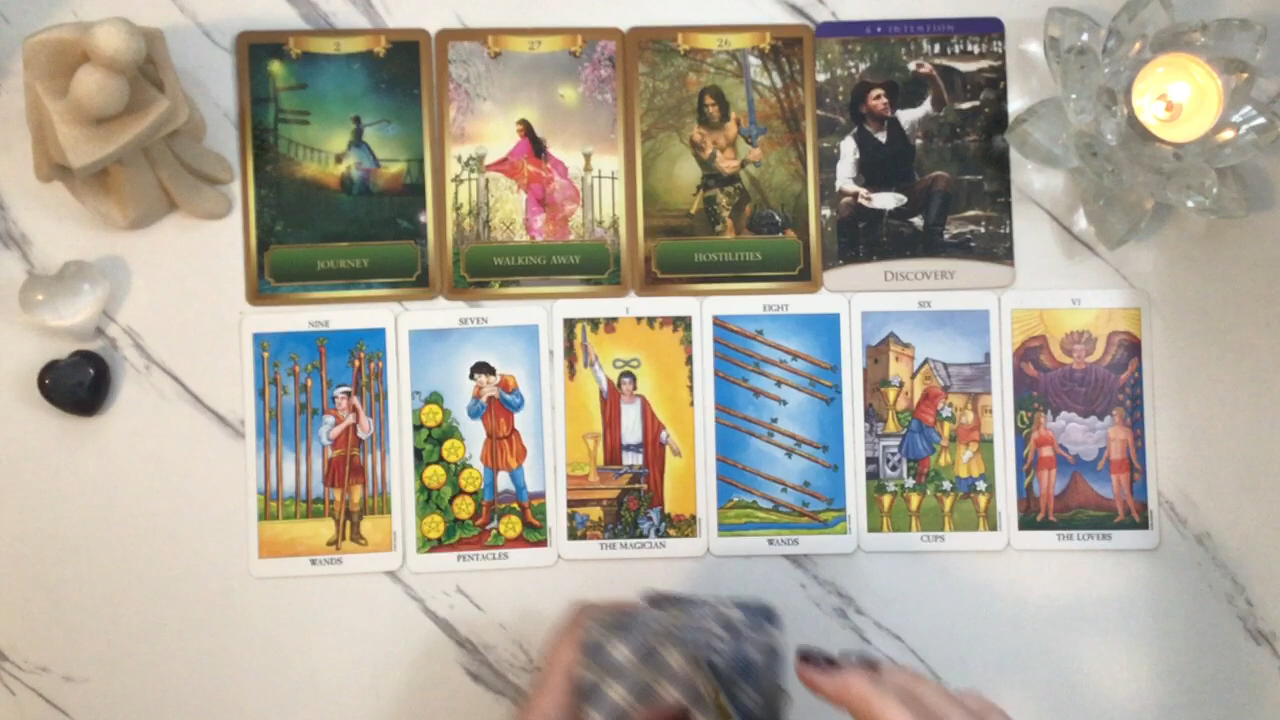 2
27
26
6 • INTENTION
JOURNEY
WALKING AWAY
HOSTILITIES
DISCOVERY
NINE
SEVEN
I
EIGHT
SIX
VI
WANDS
PENTACLES
THE MAGICIAN
WANDS
CUPS
THE LOVERS